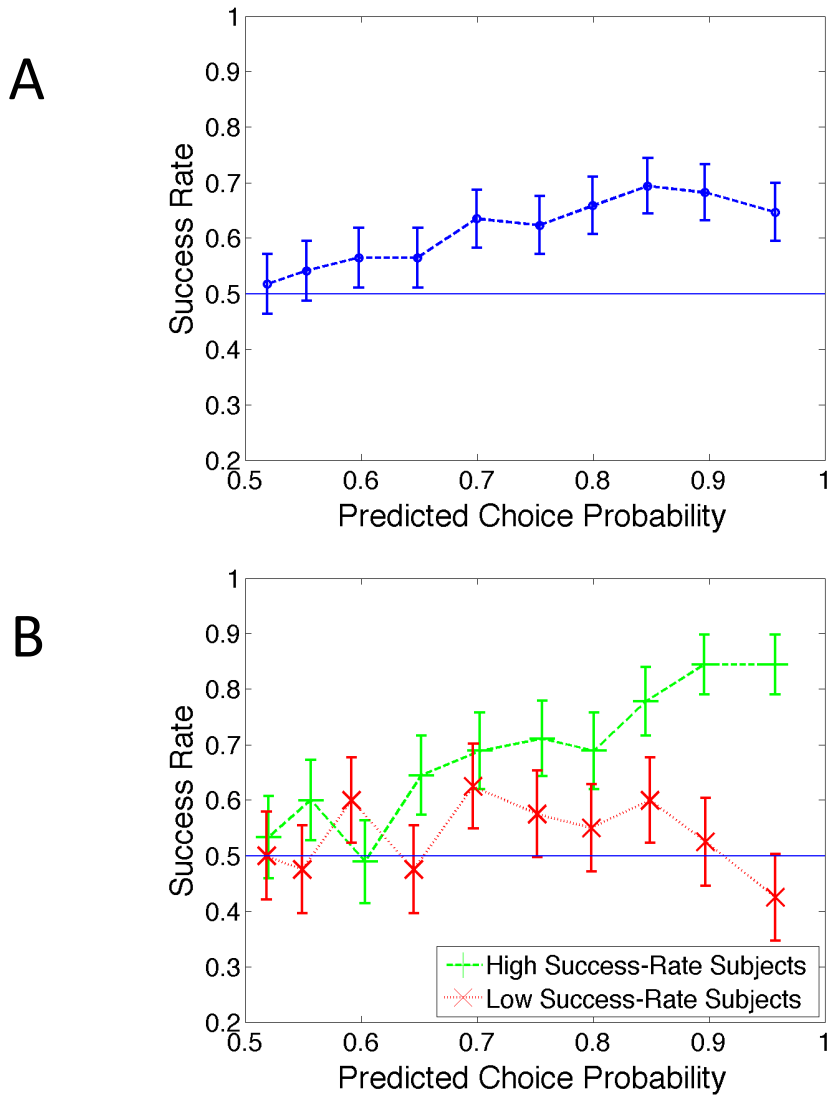 A
1
0.9
0.8
0.7
0.6
0.5
0.4
0.3
0.2
Success Rate
0.5 0.6 0.7 0.8 0.9 1
Predicted Choice Probability
B
1
0.9
0.8
0.7
0.6
0.5
0.4
0.3
0.2
Success Rate
High Success-Rate Subjects
Low Success-Rate Subjects
0.5 0.6 0.7 0.8 0.9 1
Predicted Choice Probability